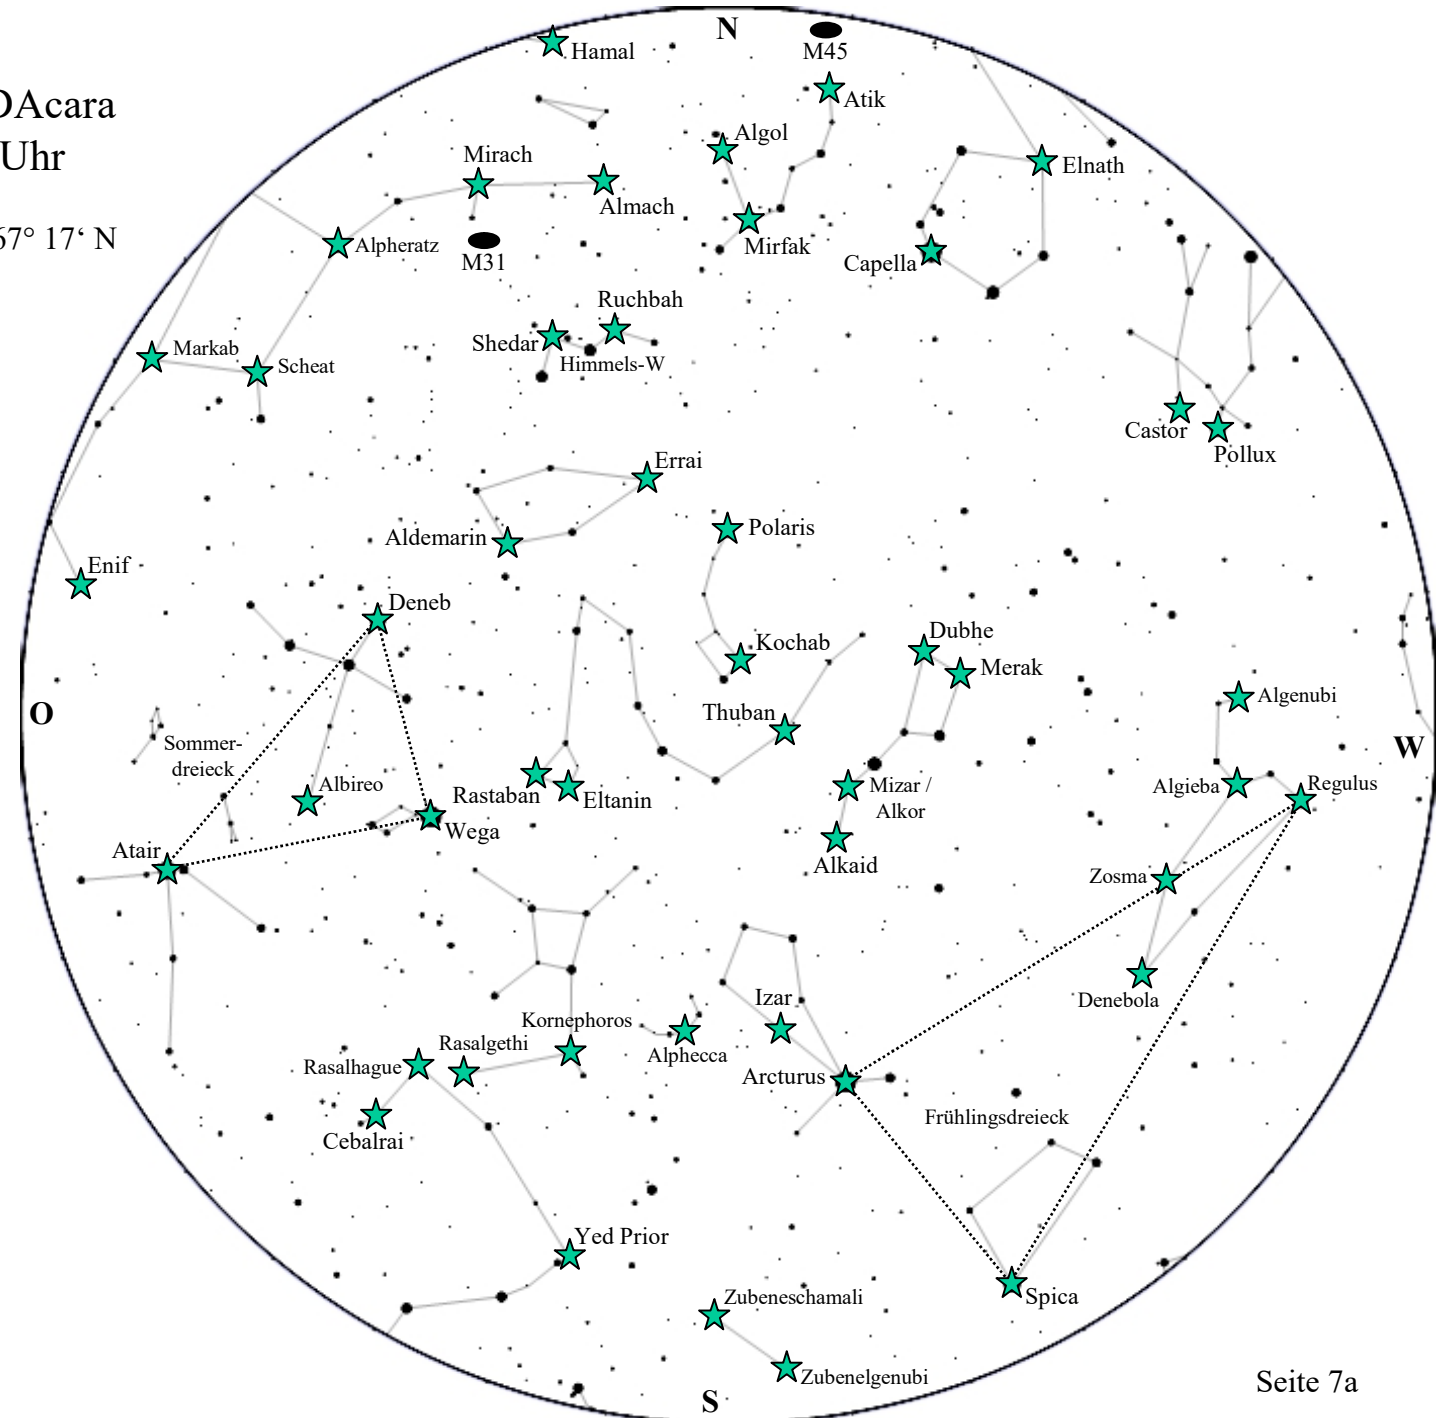 N
Hamal
M45
Atik
DAcara
Algol
Uhr
Mirach
Elnath
Almach
67° 17‘ N
Alpheratz
Mirfak
M31
Capella
Ruchbah
Shedar
Markab
Himmels-W
Scheat
Castor
Pollux
Errai
Polaris
Aldemarin
Enif
Deneb
Dubhe
Kochab
Merak
Algenubi
O
Thuban
W
Sommer-
dreieck
Albireo
Rastaban
Eltanin
Mizar /
Alkor
Algieba
Regulus
Wega
Atair
Alkaid
Zosma
Izar
Denebola
Kornephoros
Rasalgethi
Alphecca
Rasalhague
Arcturus
Frühlingsdreieck
Cebalrai
Yed Prior
Zubeneschamali
Spica
Zubenelgenubi
Seite 7a
S